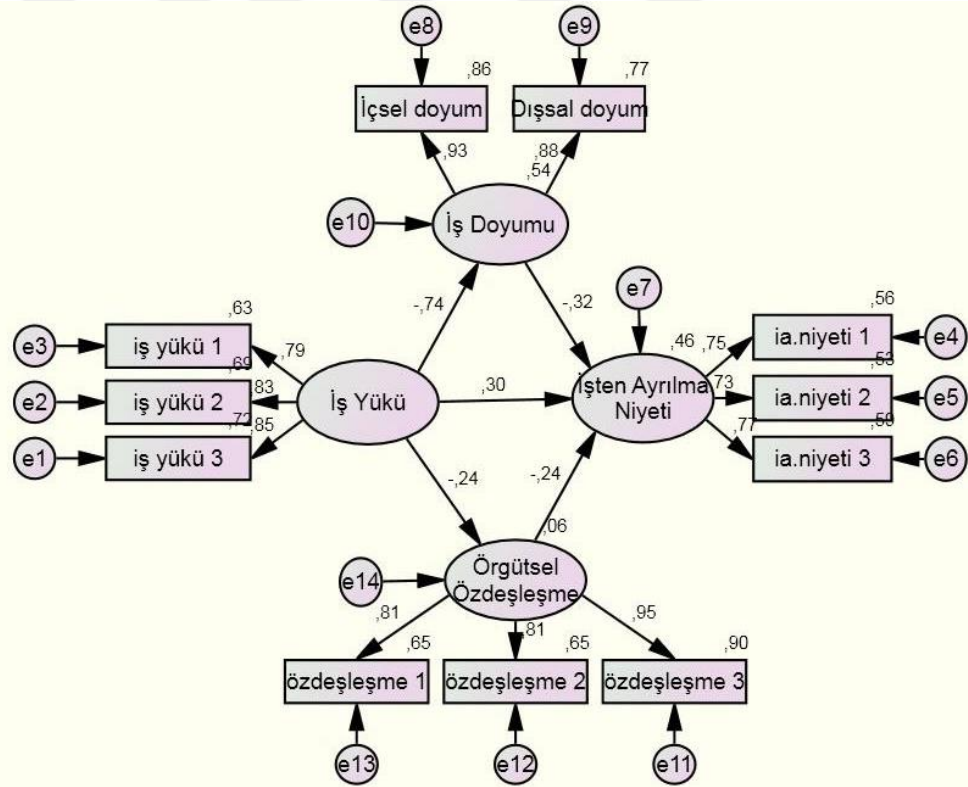 e8
e9
,86
,77
İçsel doyum
Dışsal doyum
,93
,88
,54
e10
İş Doyumu
e7
-,74
-,32
,63
,56
e3
iş yükü 1
,79
,46
,75
ia.niyeti 1
e4
,69
,53
e2
iş yükü 2
,83
İş Yükü
,30
İşten Ayrılma
Niyeti
,73
ia.niyeti 2
e5
,72
e1
iş yükü 3
,85
,77
ia.niyeti 3
e6
-,24
-,24
,06
e14
Örgütsel
Özdeşleşme
,81
,81
,95
,65
,65
,90
özdeşleşme 1
özdeşleşme 2
özdeşleşme 3
e13
e12
e11